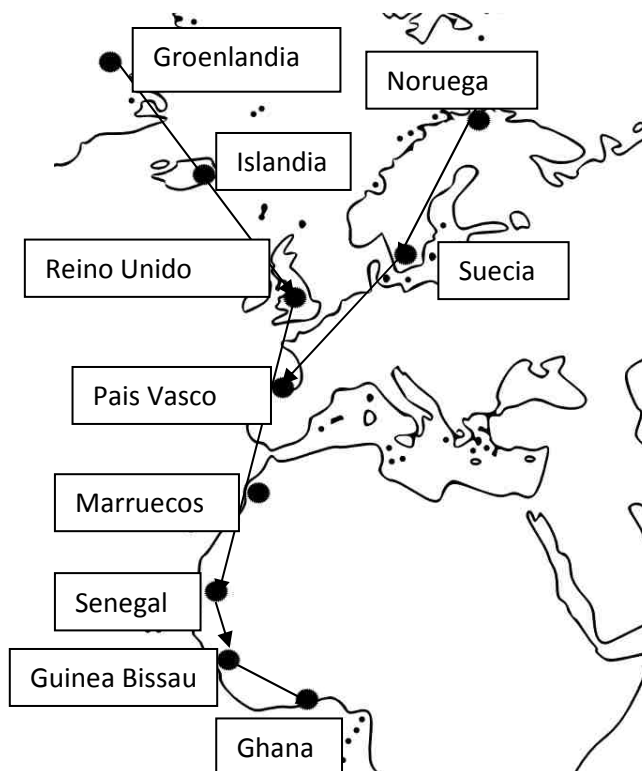 Groenlandia
Noruega
Islandia
Reino Unido
Suecia
Pais Vasco
Marruecos
Senegal
Guinea Bissau
Ghana